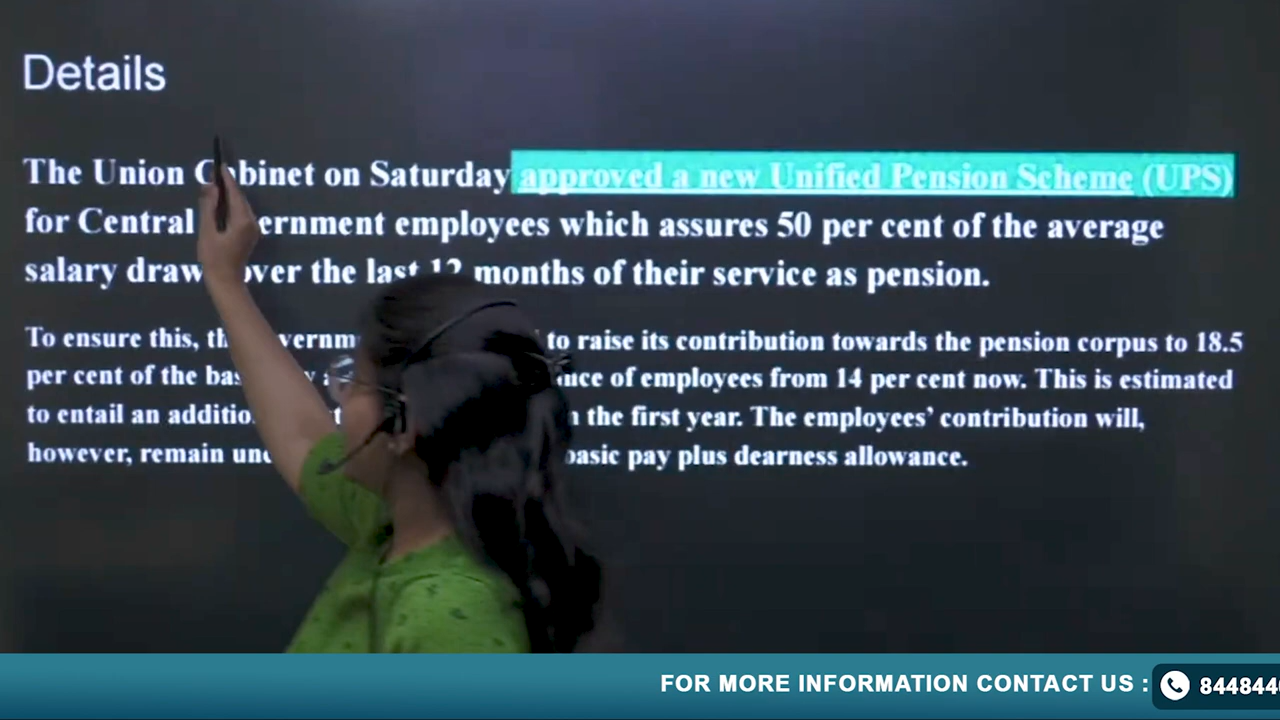 Details
The Union Cabinet on Saturday approved a new Unified Pension Scheme (UPS)
for Central ernment employees which assures 50 per cent of the average
salary draw over the last 12 months of their service as pension.
To ensure this, to raise its contribution towards the pension corpus to 18.5
per cent of the of employees from 14 per cent now. This is estimated
to entail an the first year. The employees’ contribution will,
however, remain basic pay plus dearness allowance.
FOR MORE INFORMATION CONTACT US : 844844